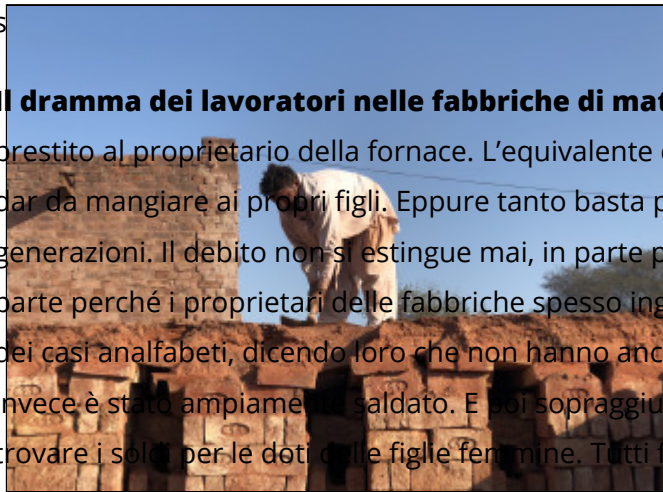 s
Il dramma dei lavoratori nelle fabbriche di mat
prestito al proprietario della fornace. L’equivalente
dar da mangiare ai propri figli. Eppure tanto basta p
generazioni. Il debito non si estingue mai, in parte p
parte perché i proprietari delle fabbriche spesso ing
dei casi analfabeti, dicendo loro che non hanno anc
invece è stato ampiamente saldato. E poi sopraggiu
trovare i soldi per le doti delle figlie femmine. Tutti f